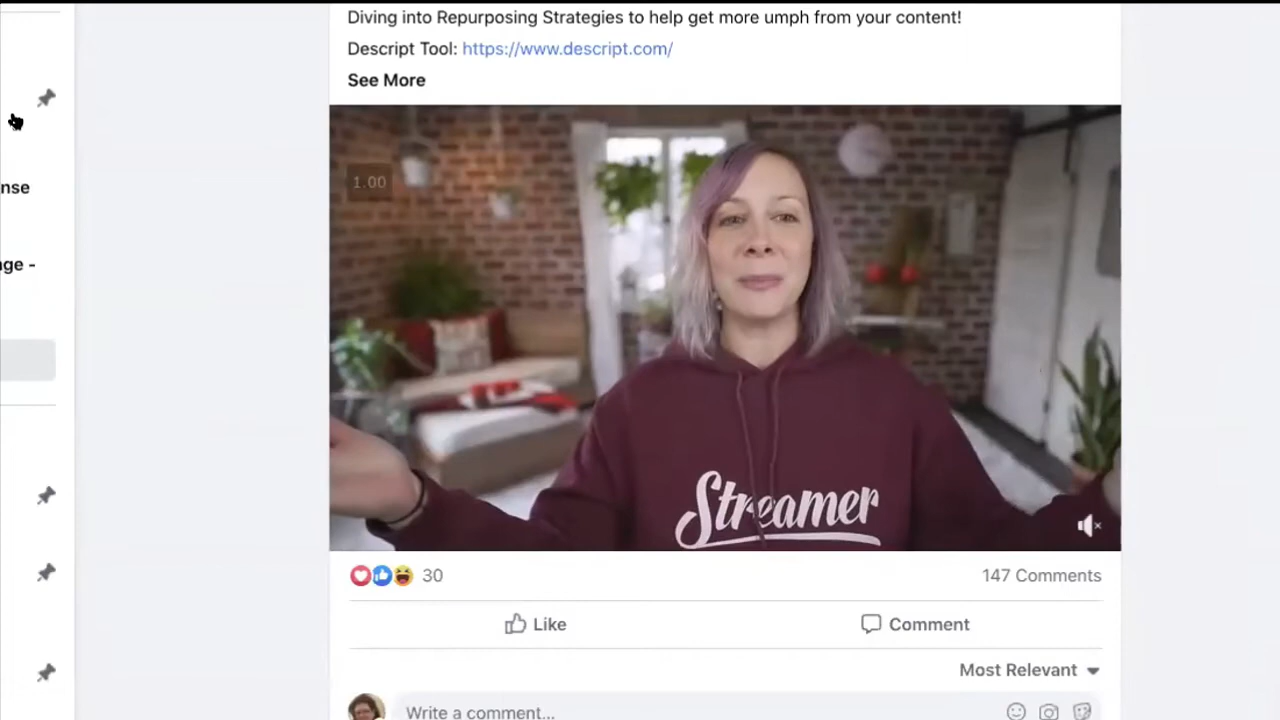 Diving into Repurposing Strategies to help get more umph from your content!
Descript Tool: https://www.descript.com/
See More
nse
nge -
1.00
Streamer
30
147 Comments
Like
Comment
Most Relevant
Write a comment...